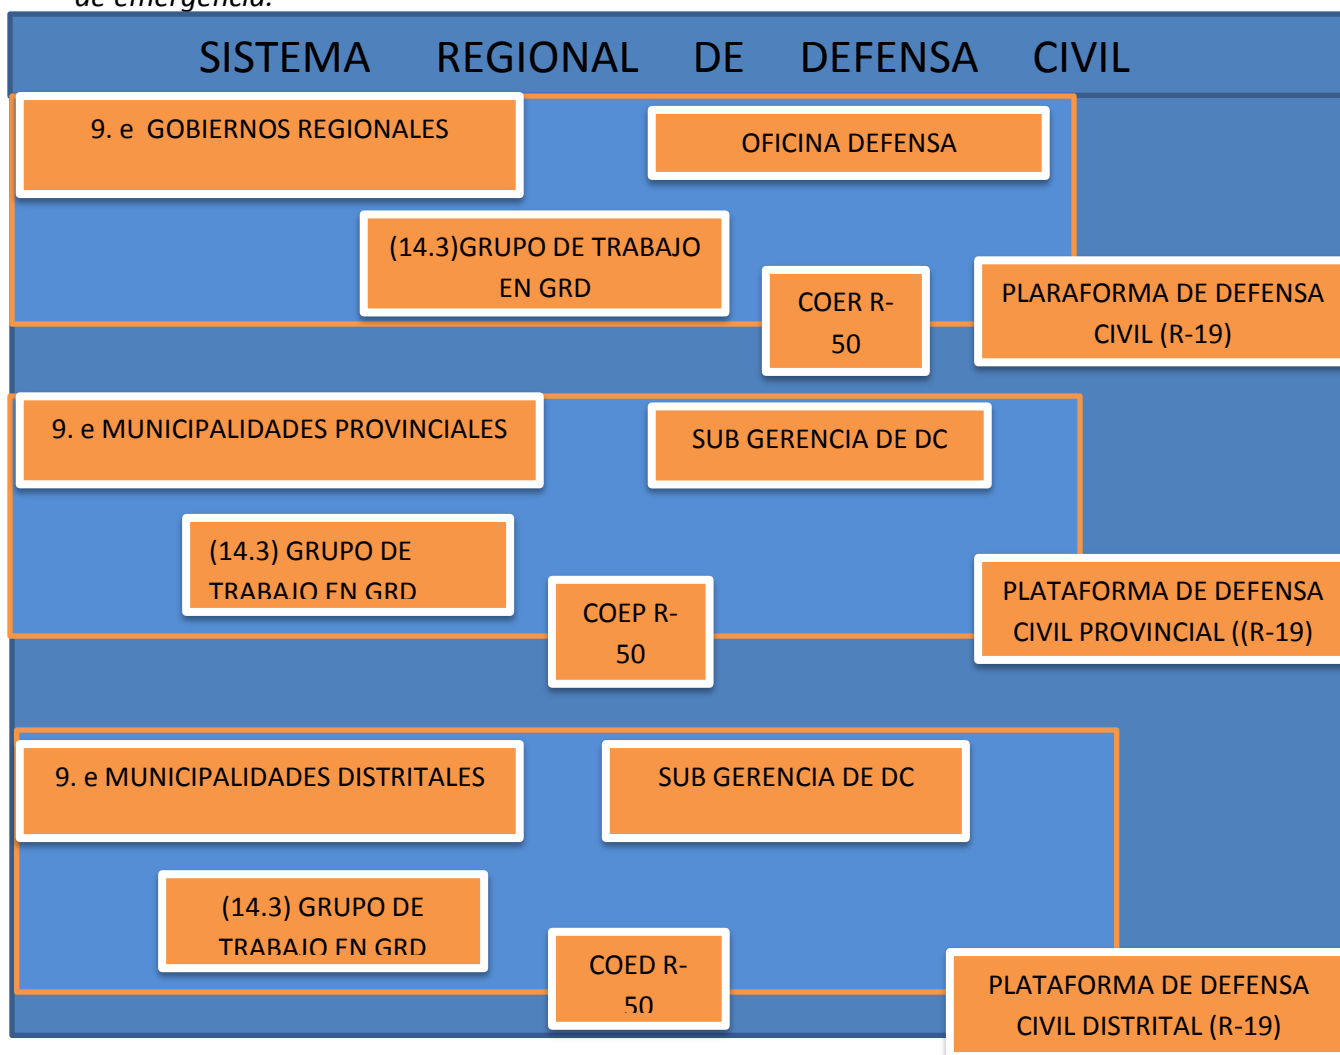 de emergencia.
SISTEMA REGIONAL DE DEFENSA CIVIL
9. e GOBIERNOS REGIONALES
OFICINA DEFENSA
(14.3)GRUPO DE TRABAJO
EN GRD
COER R-
50
PLARAFORMA DE DEFENSA
CIVIL (R-19)
9. e MUNICIPALIDADES PROVINCIALES
SUB GERENCIA DE DC
(14.3) GRUPO DE
TRABAJO EN GRD
COEP R-
50
PLATAFORMA DE DEFENSA
CIVIL PROVINCIAL ((R-19)
9. e MUNICIPALIDADES DISTRITALES
SUB GERENCIA DE DC
(14.3) GRUPO DE
TRABAJO EN GRD
COED R-
50
PLATAFORMA DE DEFENSA
CIVIL DISTRITAL (R-19)